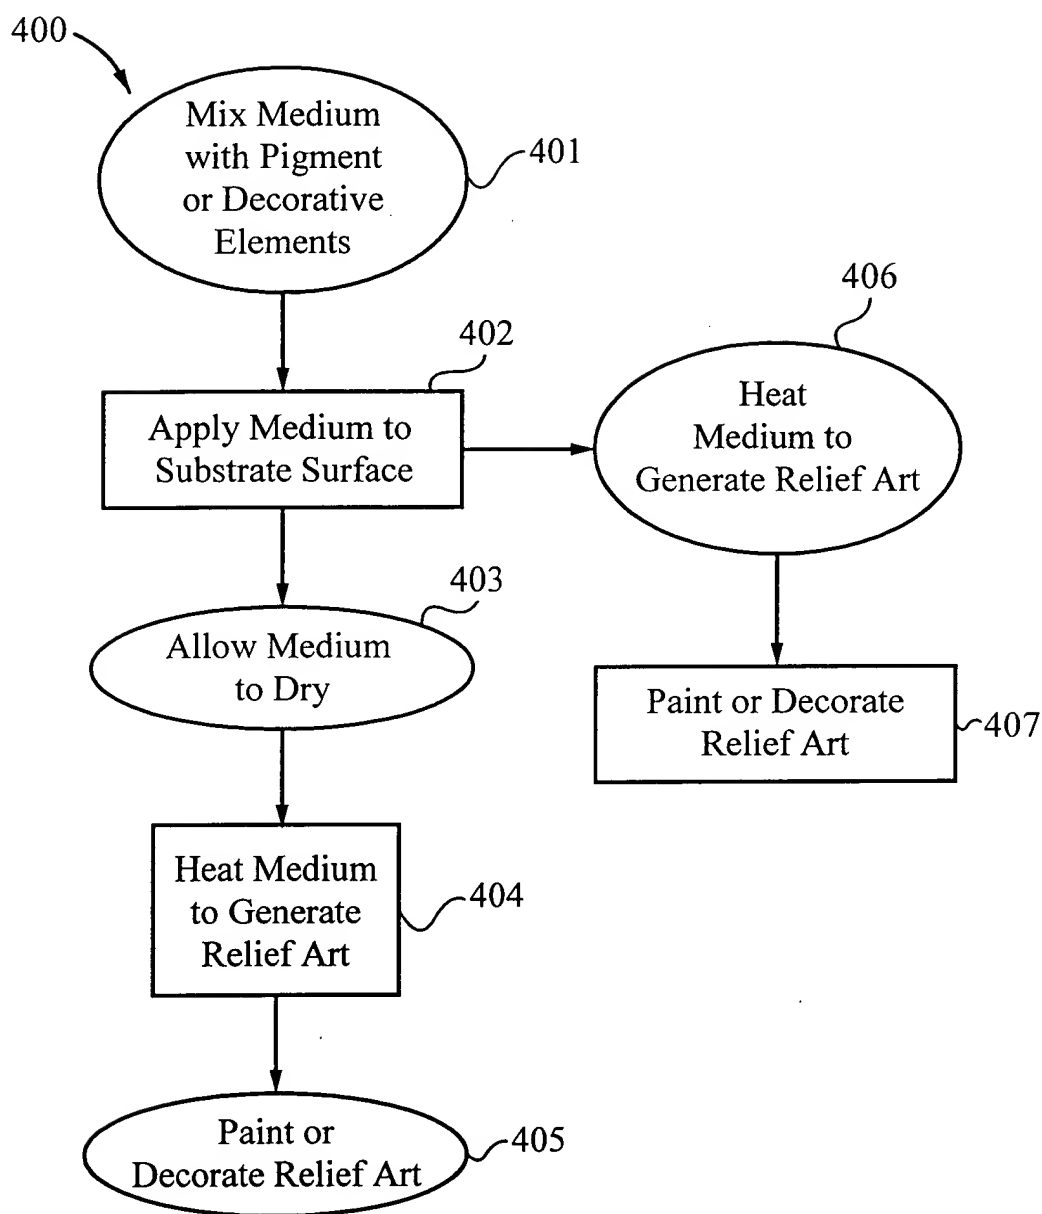 400
Mix Medium
with Pigment
or Decorative
Elements
401
402
Apply Medium to
Substrate Surface
406
Heat
Medium to
Generate Relief Art
403
Allow Medium
to Dry
Paint or Decorate
Relief Art
407
Heat Medium
to Generate
Relief Art
404
Paint or
Decorate Relief Art
405